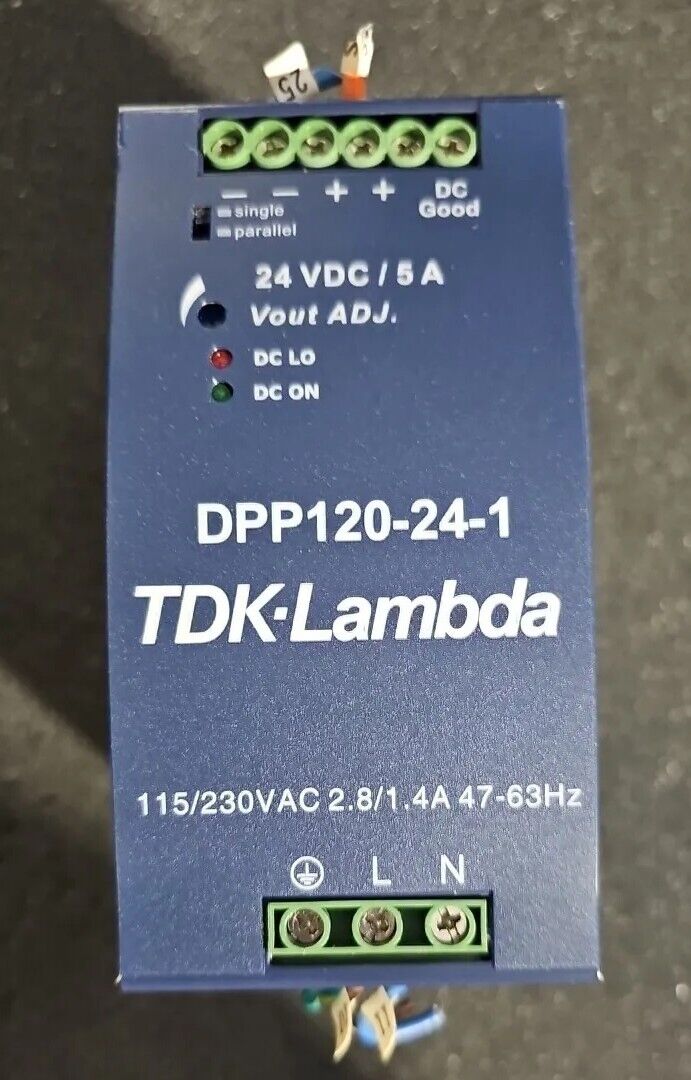 25
− − + + DC
Good
single
parallel
24 VDC / 5 A
Vout ADJ.
DC LO
DC ON
DPP120-24-1
TDK·Lambda
115/230VAC 2.8/1.4A 47-63Hz
L N